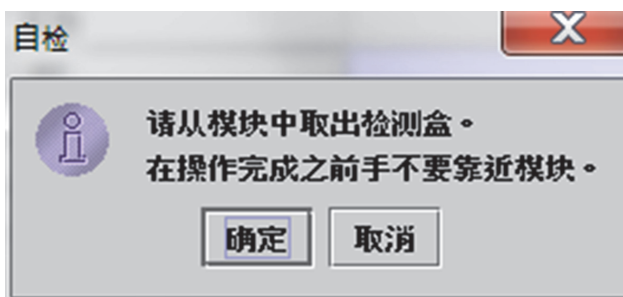 自检
请从模块中取出检测盒。
在操作完成之前手不要靠近模块。
确定
取消